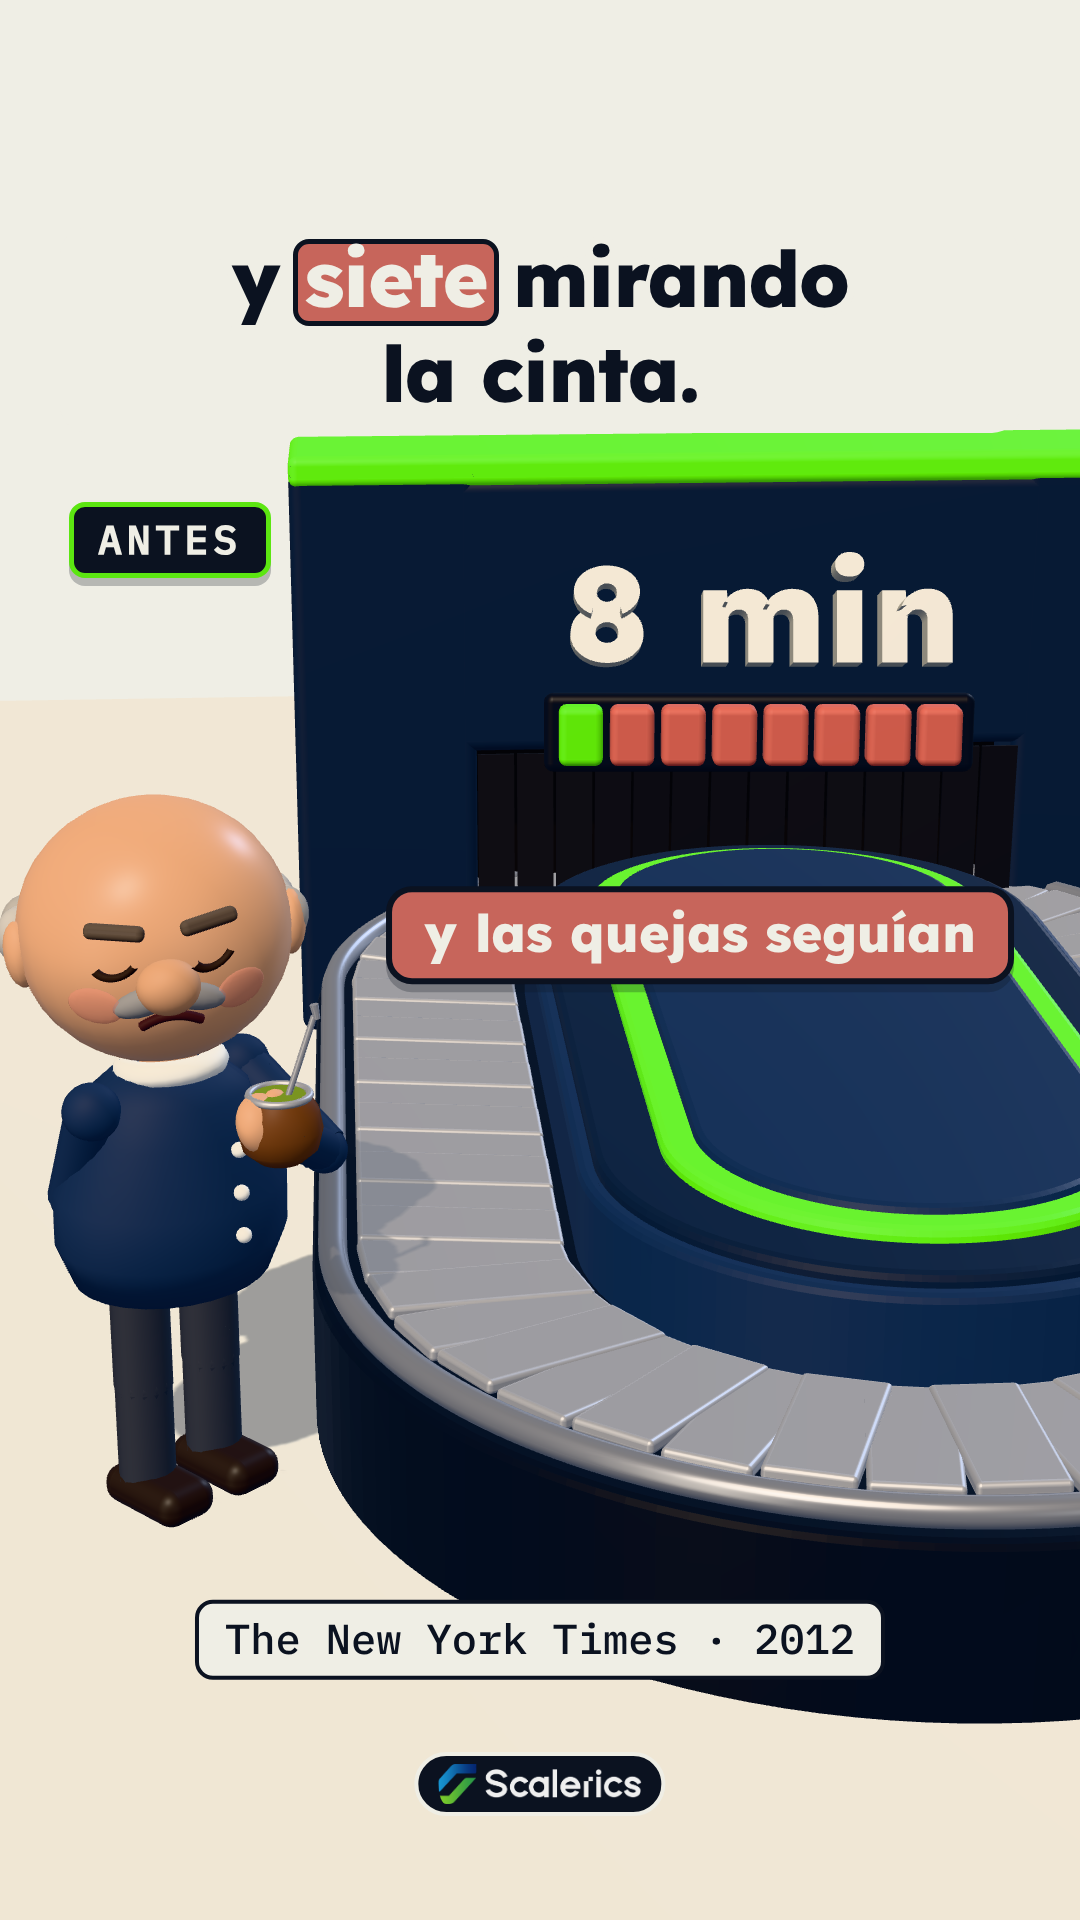 y siete mirando
la cinta.
ANTES
8 min
y las quejas seguían
The New York Times · 2012
Scalerics